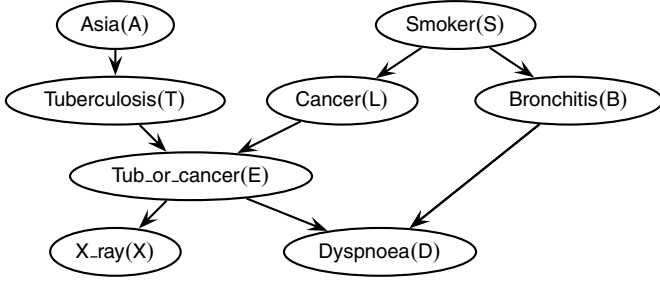 Asia(A)
Smoker(S)
Tuberculosis(T)
Cancer(L)
Bronchitis(B)
Tub_or_cancer(E)
X_ray(X)
Dyspnoea(D)